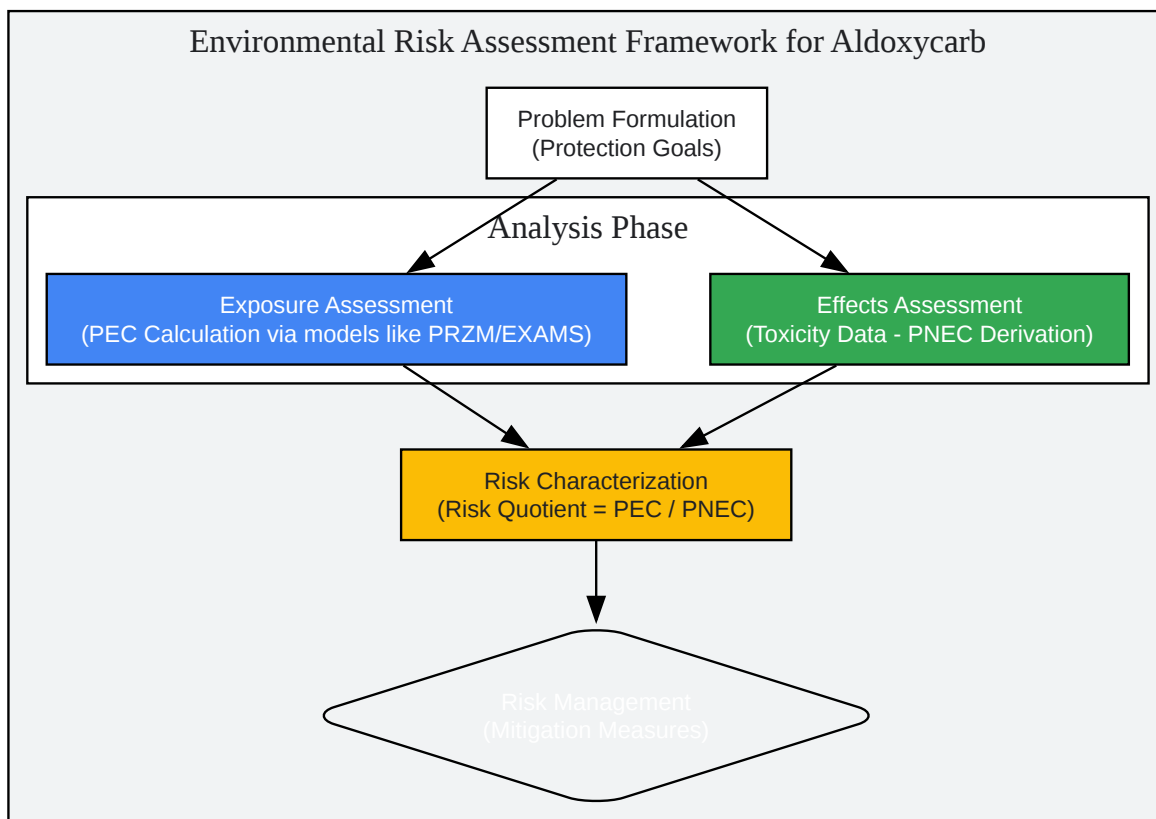 Environmental Risk Assessment Framework for Aldoxycarb
Problem Formulation
(Protection Goals)
Analysis Phase
Exposure Assessment
(PEC Calculation via models like PRZM/EXAMS)
Effects Assessment
(Toxicity Data - PNEC Derivation)
Risk Characterization
(Risk Quotient = PEC / PNEC)
Risk Management
(Mitigation Measures)